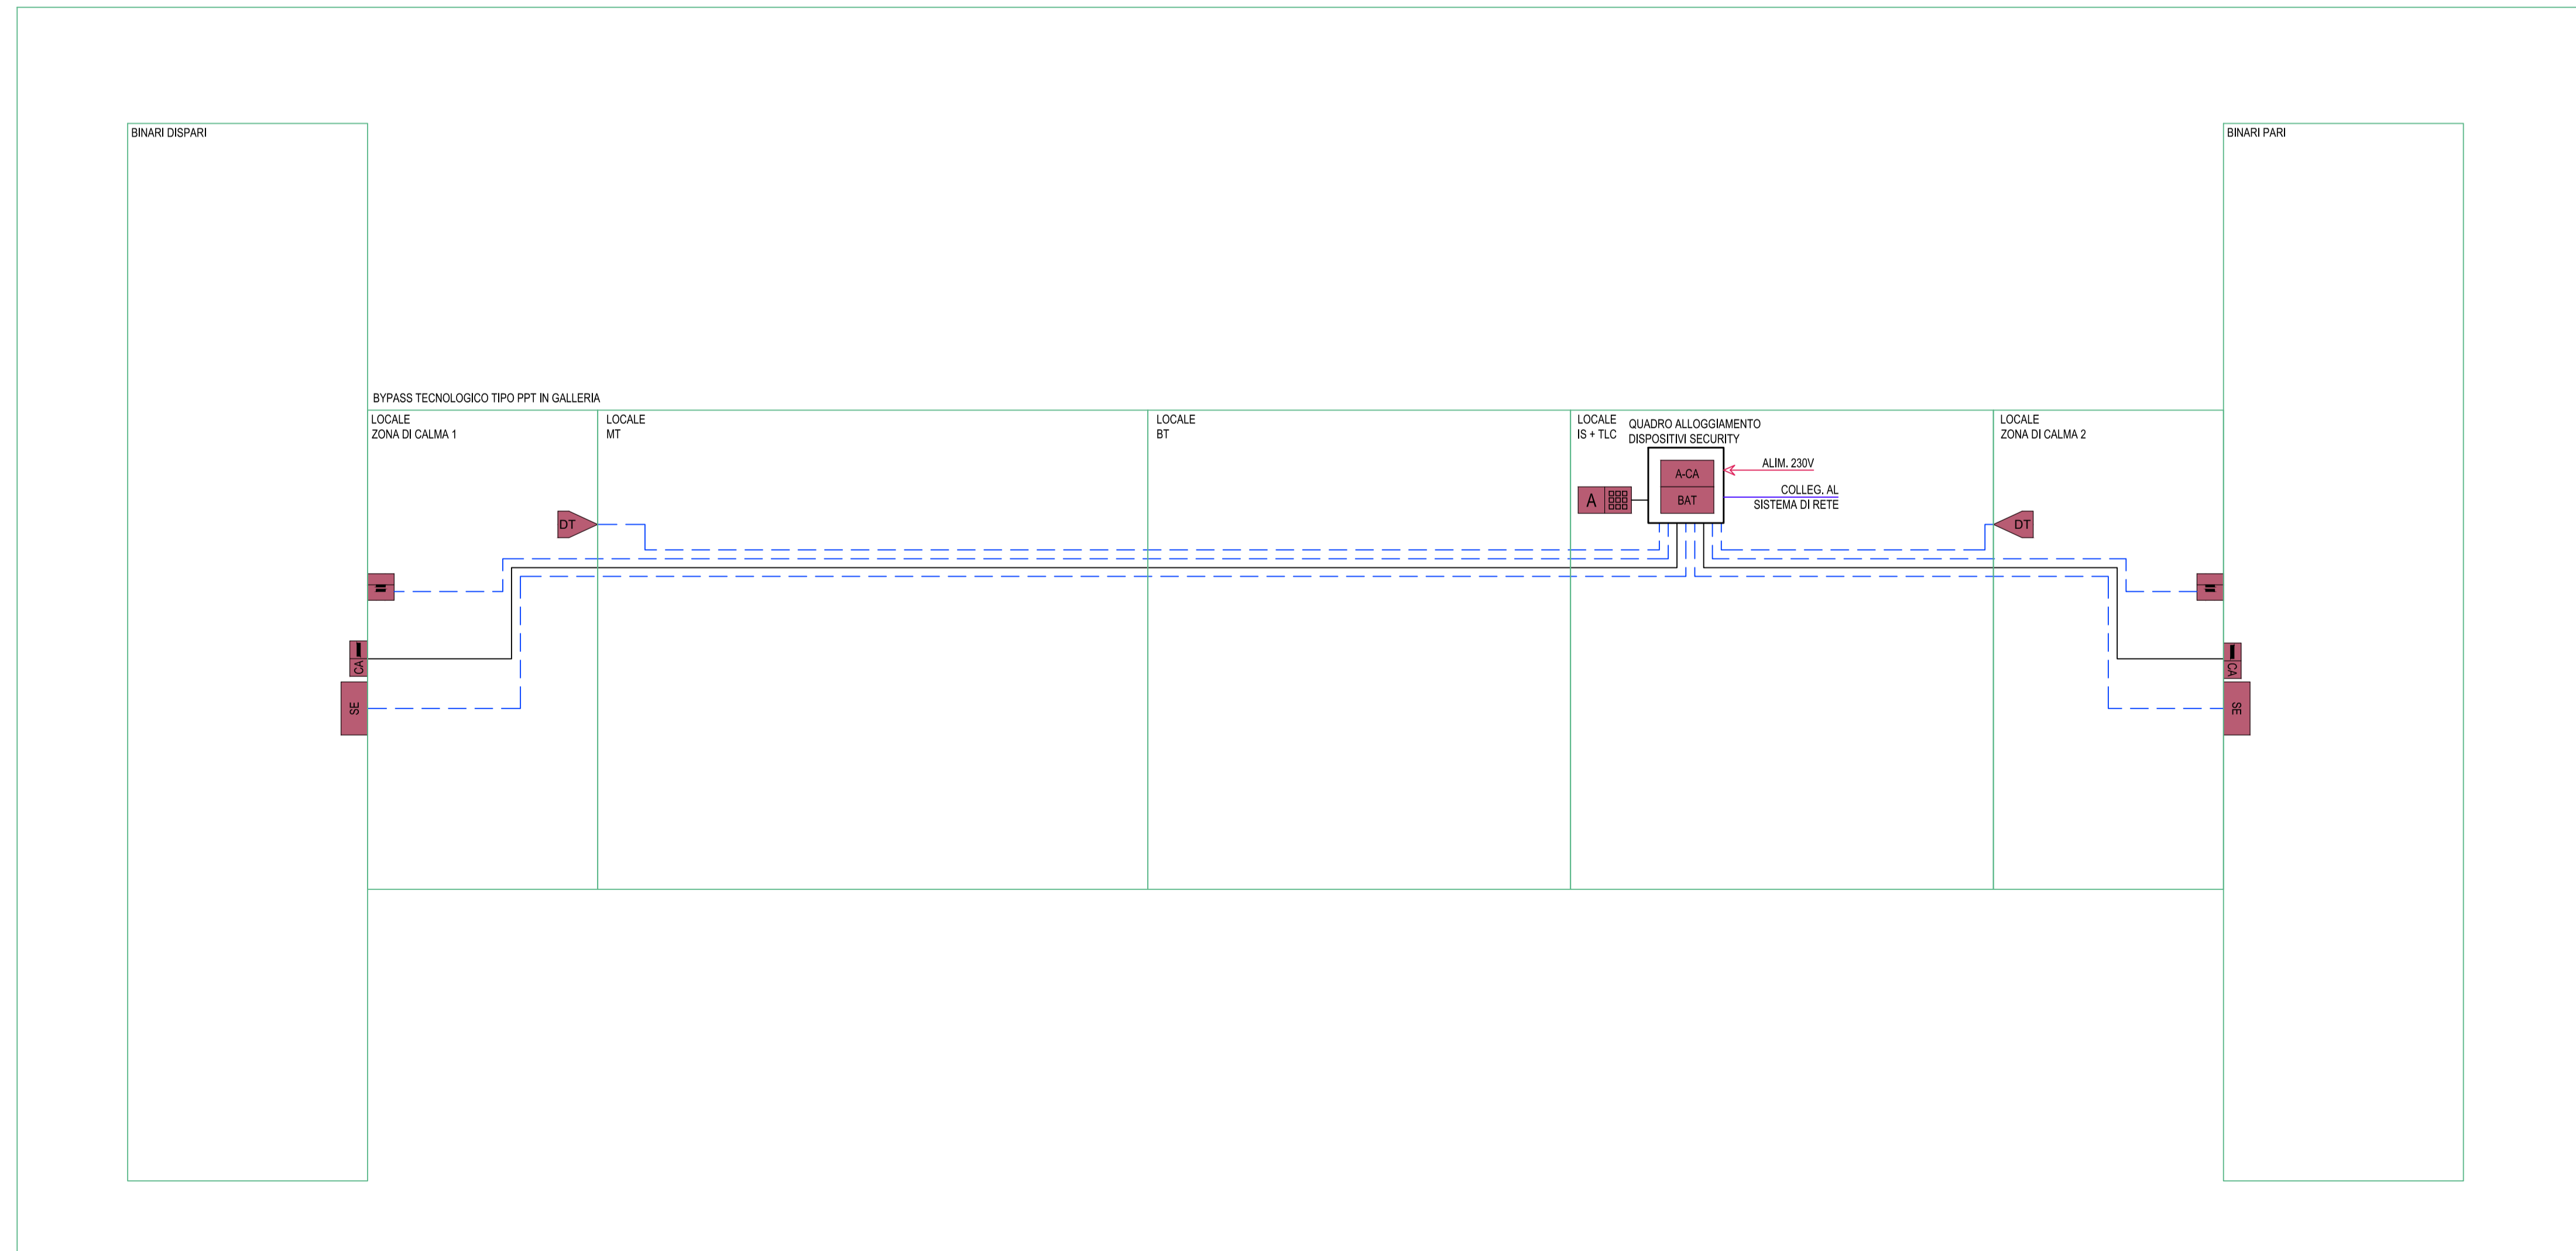 BINARI DISPARI
BINARI PARI
BYPASS TECNOLOGICO TIPO PPT IN GALLERIA
LOCALE
ZONA DI CALMA 1
LOCALE
MT
LOCALE
BT
LOCALE
IS + TLC
QUADRO ALLOGGIAMENTO
DISPOSITIVI SECURITY
LOCALE
ZONA DI CALMA 2
A-CA
BAT
A
ALIM. 230V
COLLEG. AL
SISTEMA DI RETE
DT
DT
CA
SE
CA
SE